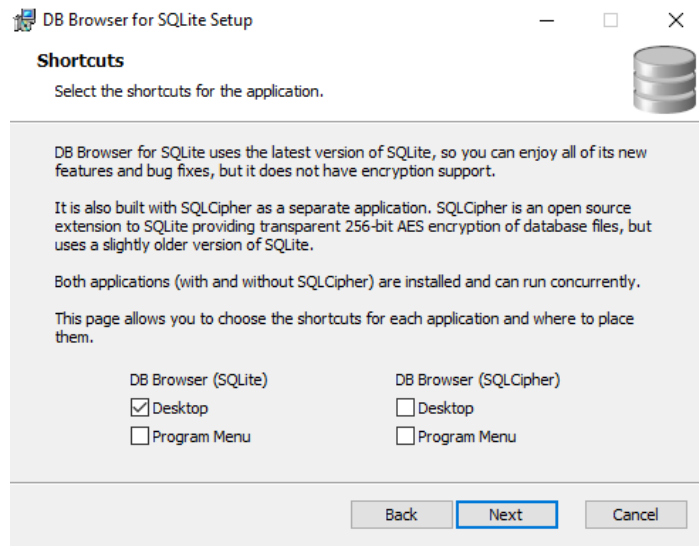 DB Browser for SQLite Setup
Shortcuts
Select the shortcuts for the application.
DB Browser for SQLite uses the latest version of SQLite, so you can enjoy all of its new
features and bug fixes, but it does not have encryption support.
It is also built with SQLCipher as a separate application. SQLCipher is an open source
extension to SQLite providing transparent 256-bit AES encryption of database files, but
uses a slightly older version of SQLite.
Both applications (with and without SQLCipher) are installed and can run concurrently.
This page allows you to choose the shortcuts for each application and where to place
them.
DB Browser (SQLite) DB Browser (SQLCipher)
Desktop Desktop
Program Menu Program Menu
Back Next Cancel